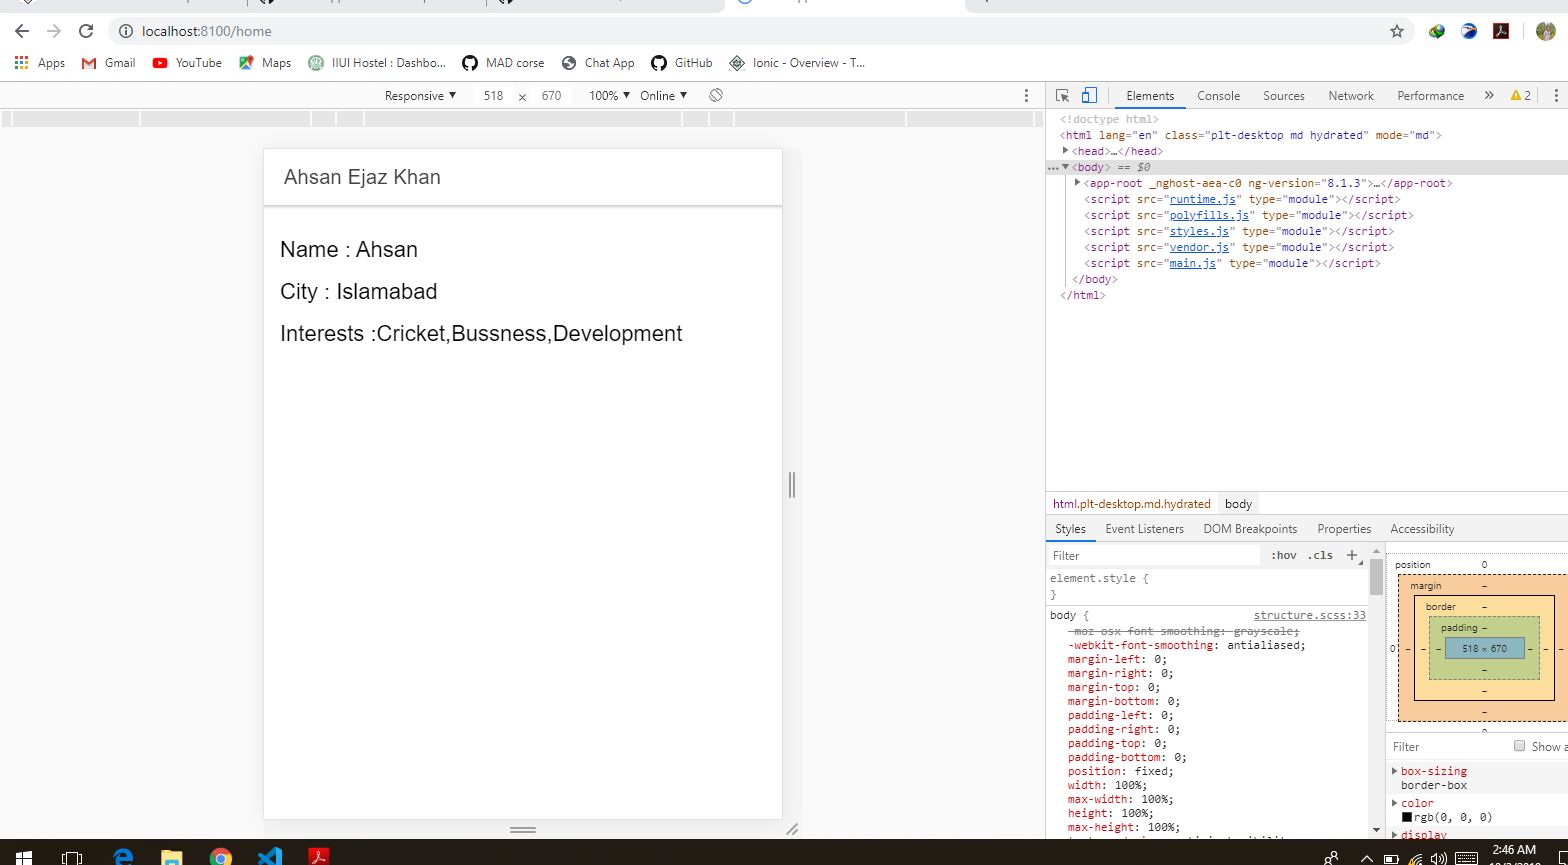 localhost:8100/home
Apps Gmail YouTube Maps IIUI Hostel : Dashbo... MAD corse Chat App GitHub Ionic - Overview - T...
Responsive ▼ 518 x 670 100% ▼ Online ▼
Elements Console Sources Network Performance » 2
Ahsan Ejaz Khan
Name : Ahsan
City : Islamabad
Interests :Cricket,Bussness,Development
<!doctype html>
<html lang="en" class="plt-desktop md hydrated" mode="md">
<head>…</head>
<body> == $0
<app-root _nghost-aea-c0 ng-version="8.1.3">…</app-root>
<script src="runtime.js" type="module"></script>
<script src="polyfills.js" type="module"></script>
<script src="styles.js" type="module"></script>
<script src="vendor.js" type="module"></script>
<script src="main.js" type="module"></script>
</body>
</html>
html.plt-desktop.md.hydrated body
Styles Event Listeners DOM Breakpoints Properties Accessibility
Filter :hov .cls +
element.style {
}
body { structure.scss:33
-moz-osx-font-smoothing: grayscale;
-webkit-font-smoothing: antialiased;
margin-left: 0;
margin-right: 0;
margin-top: 0;
margin-bottom: 0;
padding-left: 0;
padding-right: 0;
padding-top: 0;
padding-bottom: 0;
position: fixed;
width: 100%;
max-width: 100%;
height: 100%;
max-height: 100%;
position 0
margin –
border –
padding –
0 – – – 518 × 670 – – –
–
–
–
Filter Show a
box-sizing
border-box
color
rgb(0, 0, 0)
display
2:46 AM